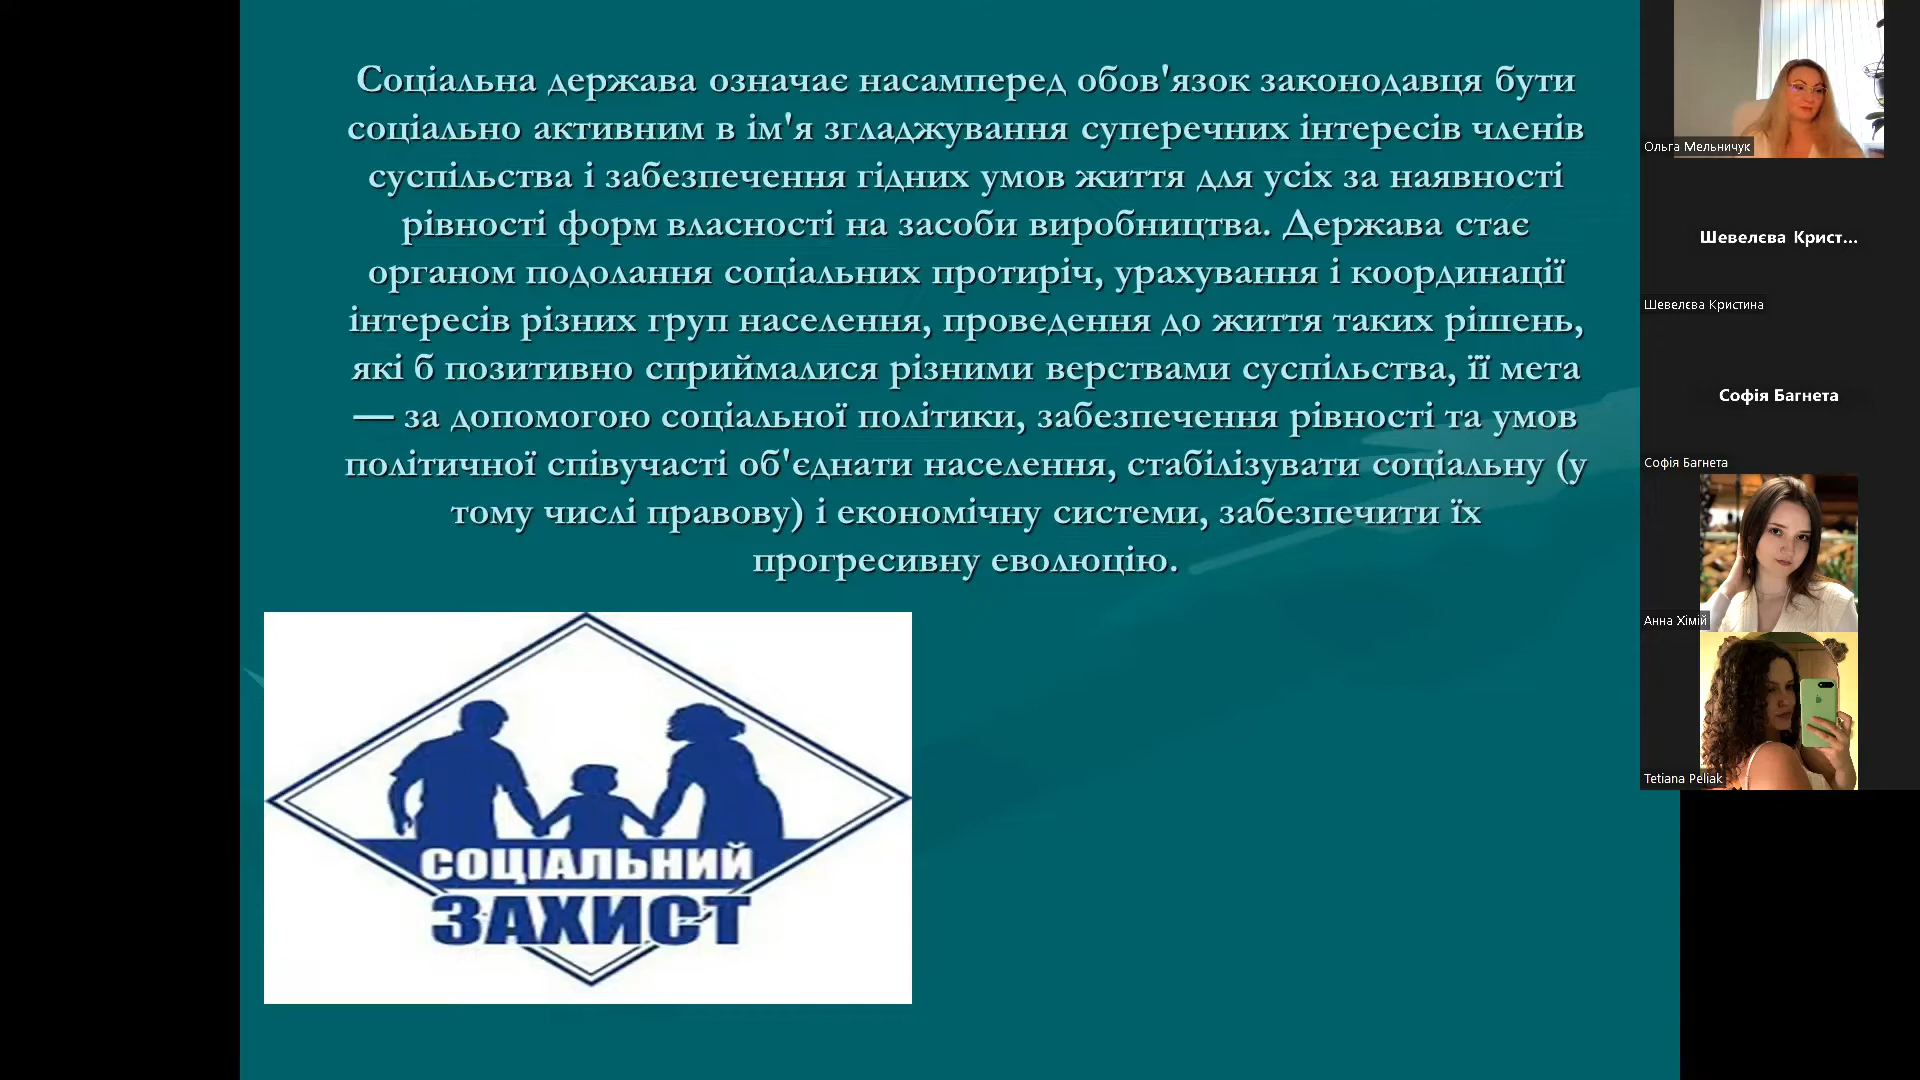 Соціальна держава означає насамперед обов'язок законодавця бути
соціально активним в ім'я згладжування суперечних інтересів членів
суспільства і забезпечення гідних умов життя для усіх за наявності
рівності форм власності на засоби виробництва. Держава стає
органом подолання соціальних протиріч, урахування і координації
інтересів різних груп населення, проведення до життя таких рішень,
які б позитивно сприймалися різними верствами суспільства, її мета
— за допомогою соціальної політики, забезпечення рівності та умов
політичної співучасті об'єднати населення, стабілізувати соціальну (у
тому числі правову) і економічну системи, забезпечити їх
прогресивну еволюцію.
СОЦІАЛЬНИЙ
ЗАХИСТ
Ольга Мельничук
Шевелєва Крист...
Шевелєва Кристина
Софія Багнета
Софія Багнета
Анна Хімій
Tetiana Peliak